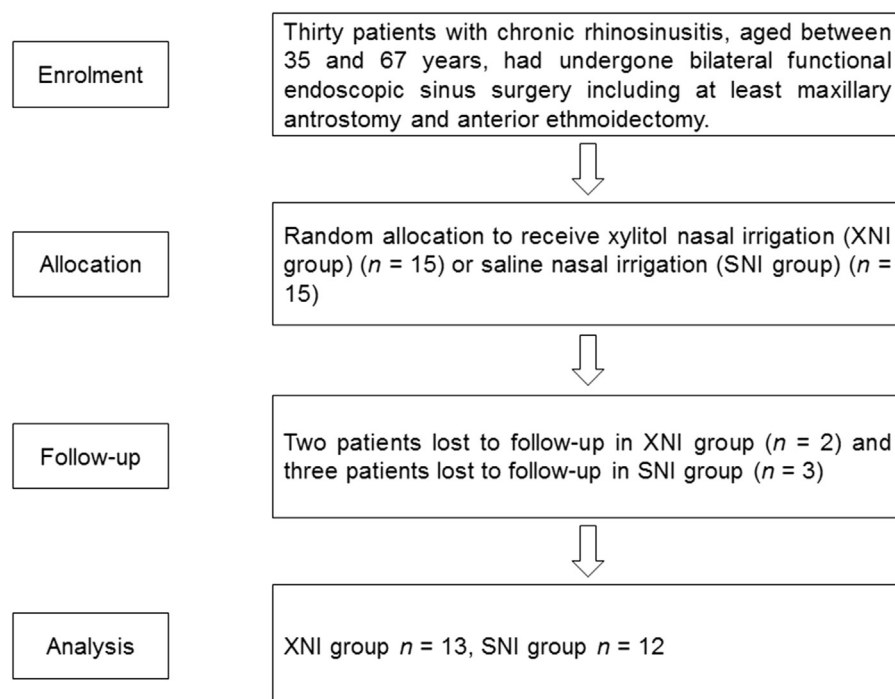 Enrolment
Thirty patients with chronic rhinosinusitis, aged between
35 and 67 years, had undergone bilateral functional
endoscopic sinus surgery including at least maxillary
antrostomy and anterior ethmoidectomy.
Allocation
Random allocation to receive xylitol nasal irrigation (XNI
group) (n = 15) or saline nasal irrigation (SNI group) (n =
15)
Follow-up
Two patients lost to follow-up in XNI group (n = 2) and
three patients lost to follow-up in SNI group (n = 3)
Analysis
XNI group n = 13, SNI group n = 12